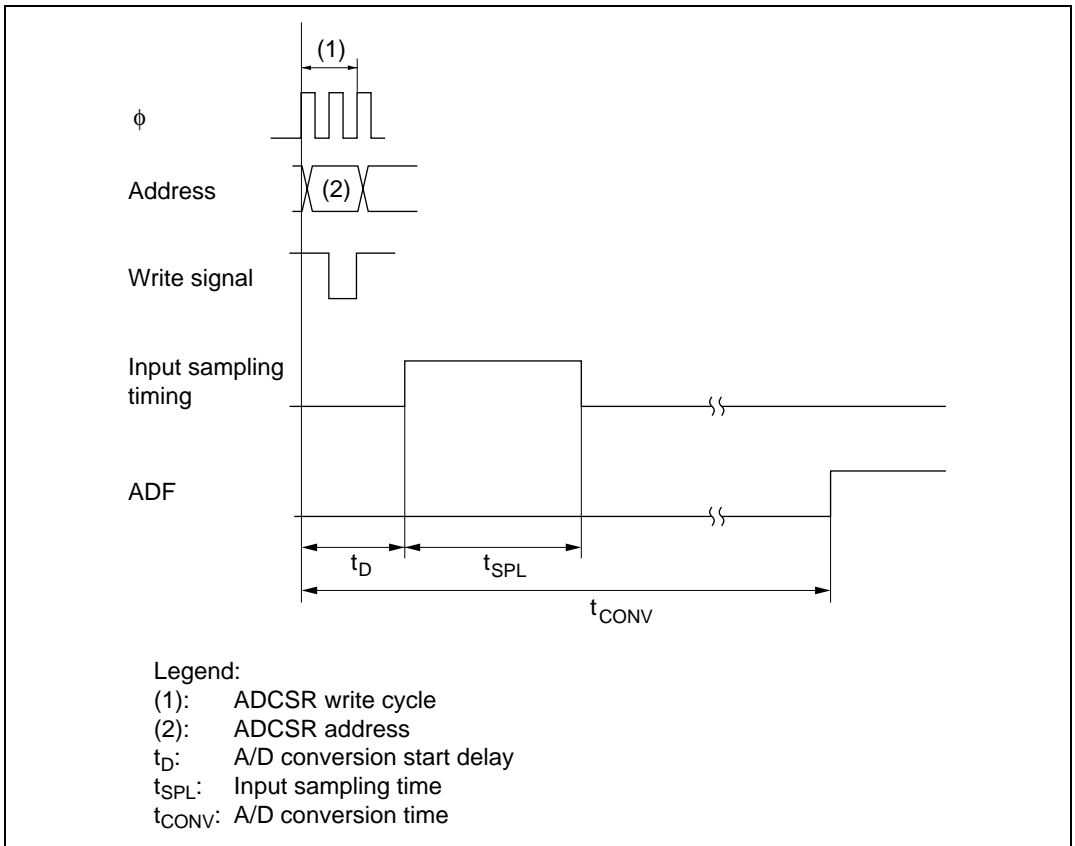 (1)
ϕ
Address
(2)
Write signal
Input sampling
timing
ADF
tD
tSPL
tCONV
Legend:
(1): ADCSR write cycle
(2): ADCSR address
tD: A/D conversion start delay
tSPL: Input sampling time
tCONV: A/D conversion time